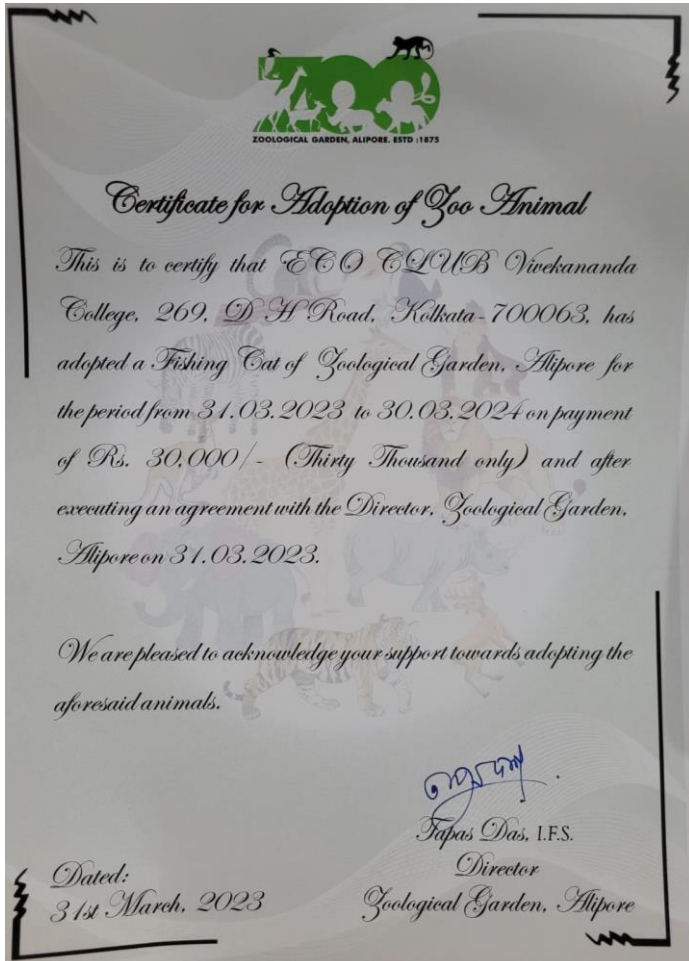 ZOO
ZOOLOGICAL GARDEN, ALIPORE. ESTD :1875
Certificate for Adoption of Zoo Animal
This is to certify that ECO CLUB Vivekananda
College, 269, D H Road, Kolkata-700063, has
adopted a Fishing Cat of Zoological Garden, Alipore for
the period from 31.03.2023 to 30.03.2024 on payment
of Rs. 30,000/- (Thirty Thousand only) and after
executing an agreement with the Director, Zoological Garden,
Alipore on 31.03.2023.
We are pleased to acknowledge your support towards adopting the
aforesaid animals.
তাপস দাস
Tapas Das, I.F.S.
Director
Zoological Garden, Alipore
Dated:
31st March, 2023